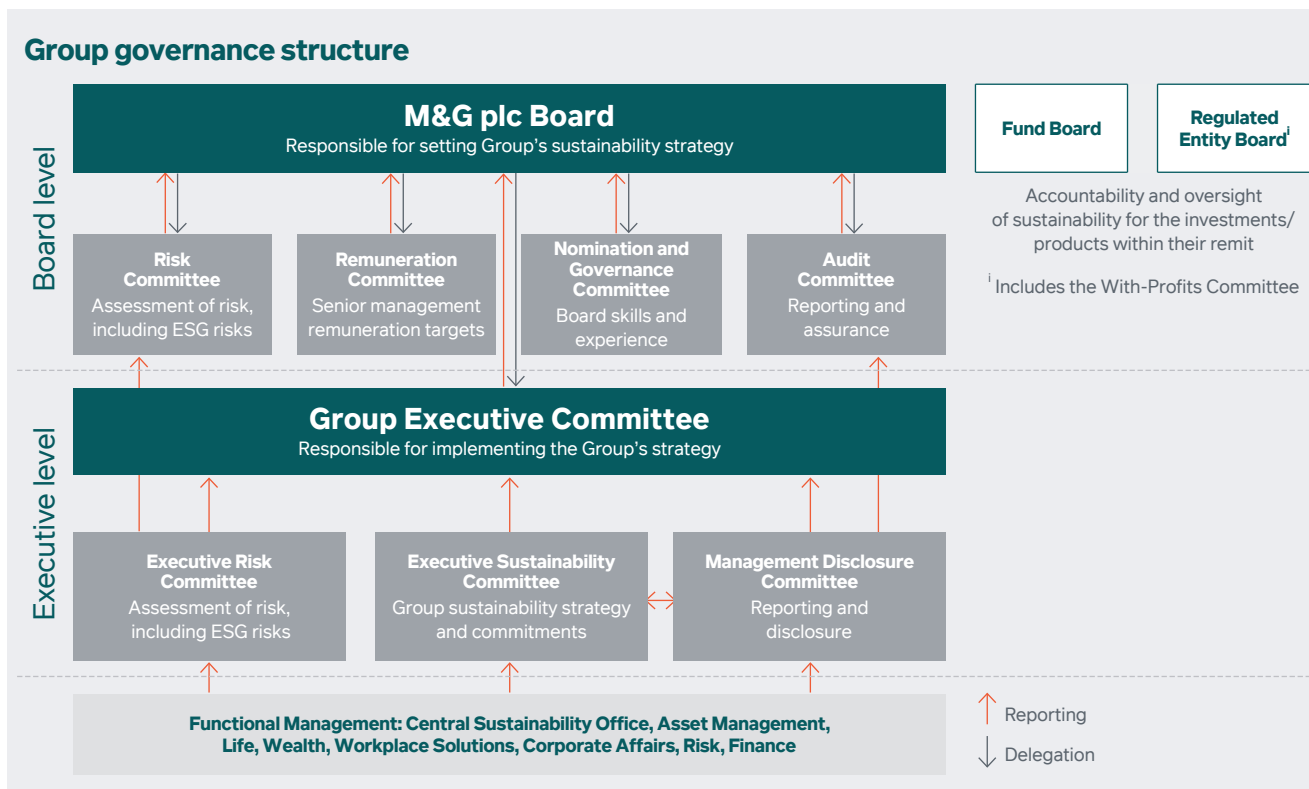 Group governance structure
Board level
M&G plc Board
Responsible for setting Group's sustainability strategy
Risk
Committee
Assessment of risk,
including ESG risks
Remuneration
Committee
Senior management
remuneration targets
Nomination and
Governance
Committee
Board skills and
experience
Audit
Committee
Reporting and
assurance
Fund Board
Regulated
Entity Boardⁱ
Accountability and oversight
of sustainability for the investments/
products within their remit
ⁱ Includes the With-Profits Committee
Executive level
Group Executive Committee
Responsible for implementing the Group's strategy
Executive Risk
Committee
Assessment of risk,
including ESG risks
Executive Sustainability
Committee
Group sustainability strategy
and commitments
Management Disclosure
Committee
Reporting and
disclosure
Functional Management: Central Sustainability Office, Asset Management,
Life, Wealth, Workplace Solutions, Corporate Affairs, Risk, Finance
Reporting
Delegation